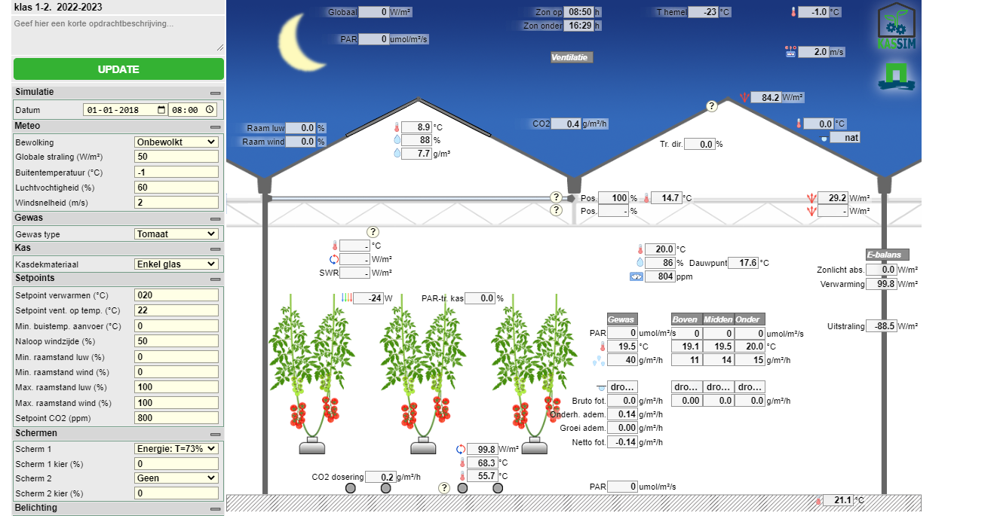 klas 1-2.  2022-2023
Geef hier een korte opdrachtbeschrijving...
UPDATE
Simulatie
Datum 01-01-2018 08:00
Meteo
Bewolking Onbewolkt
Globale straling (W/m²) 50
Buitentemperatuur (°C) -1
Luchtvochtigheid (%) 60
Windsnelheid (m/s) 2
Gewas
Gewas type Tomaat
Kas
Kasdekmateriaal Enkel glas
Setpoints
Setpoint verwarmen (°C) 020
Setpoint vent. op temp. (°C) 22
Min. buistemp. aanvoer (°C) 0
Naloop windzijde (%) 50
Min. raamstand luw (%) 0
Min. raamstand wind (%) 0
Max. raamstand luw (%) 100
Max. raamstand wind (%) 100
Setpoint CO2 (ppm) 800
Schermen
Scherm 1 Energie: T=73%
Scherm 1 kier (%) 0
Scherm 2 Geen
Scherm 2 kier (%) 0
Belichting
Globaal 0 W/m²
PAR 0 umol/m²/s
Zon op 08:50 h
Zon onder 16:29 h
T hemel -23 °C
-1.0 °C
2.0 m/s
KASSIM
Ventilatie
84.2 W/m²
?
Raam luw 0.0 %
Raam wind 0.0 %
8.9 °C
88 %
7.7 g/m³
CO2 0.4 g/m²/h
0.0 °C
nat
Tr. dir. 0.0 %
? Pos. 100 % 14.7 °C 29.2 W/m²
? Pos. - % - W/m²
?
- °C
- W/m²
SWR - W/m²
20.0 °C
86 % Dauwpunt 17.6 °C
804 ppm
E-balans
Zonlicht abs. 0.0 W/m²
Verwarming 99.8 W/m²
Uitstraling -88.5 W/m²
-24 W PAR-tr. kas 0.0 %
Gewas Boven Midden Onder
PAR 0 umol/m²/s 0 0 0 umol/m²/s
19.5 °C 19.1 19.5 20.0 °C
40 g/m²/h 11 14 15 g/m²/h
dro... dro... dro... dro...
Bruto fot. 0.0 g/m²/h 0.00 0.0 0.0 g/m²/h
Onderh. adem. 0.14 g/m²/h
Groei adem. 0.00 g/m²/h
Netto fot. -0.14 g/m²/h
99.8 W/m²
68.3 °C
55.7 °C
CO2 dosering 0.2 g/m²/h
?
PAR 0 umol/m²/s
21.1 °C